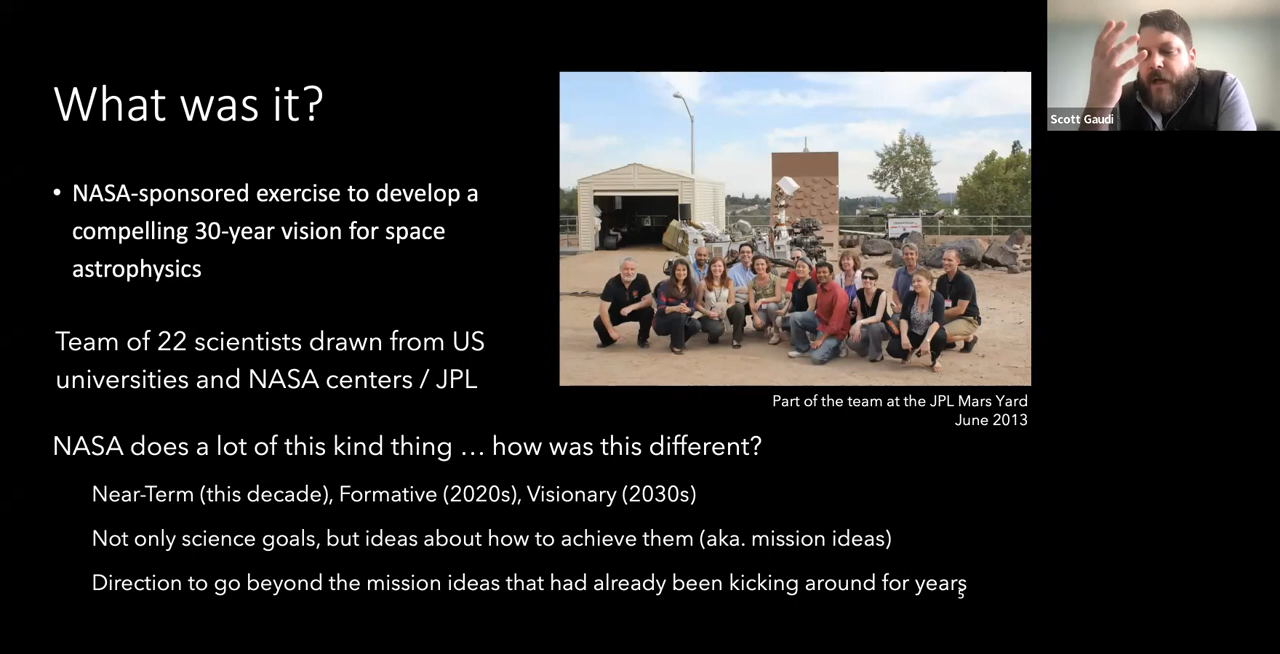 What was it?
• NASA-sponsored exercise to develop a
compelling 30-year vision for space
astrophysics
Team of 22 scientists drawn from US
universities and NASA centers / JPL
Part of the team at the JPL Mars Yard
June 2013
NASA does a lot of this kind thing … how was this different?
Near-Term (this decade), Formative (2020s), Visionary (2030s)
Not only science goals, but ideas about how to achieve them (aka. mission ideas)
Direction to go beyond the mission ideas that had already been kicking around for years
Scott Gaudi